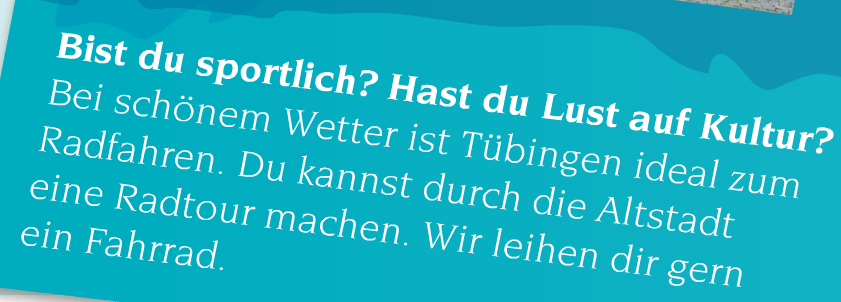 Bist du sportlich? Hast du Lust auf Kultur?
Bei schönem Wetter ist Tübingen ideal zum
Radfahren. Du kannst durch die Altstadt
eine Radtour machen. Wir leihen dir gern
ein Fahrrad.